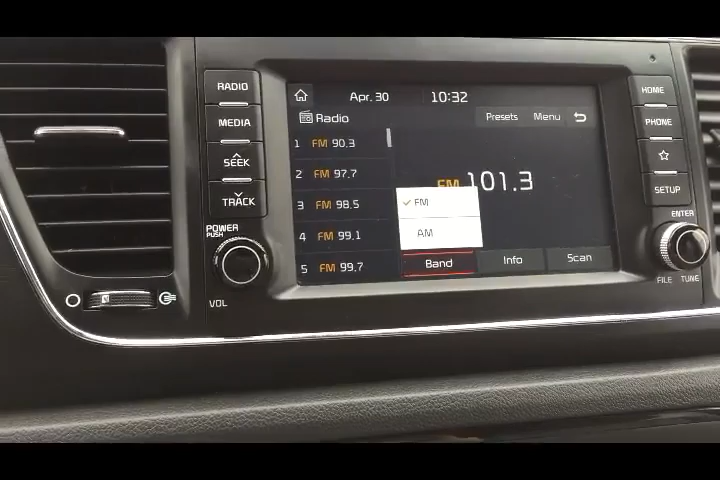 RADIO
MEDIA
SEEK
TRACK
POWER
PUSH
VOL
Apr. 30 10:32
Radio
Presets Menu
1 FM 90.3
2 FM 97.7
3 FM 98.5
4 FM 99.1
5 FM 99.7
FM 101.3
FM
AM
Band Info Scan
HOME
PHONE
SETUP
ENTER
FILE TUNE